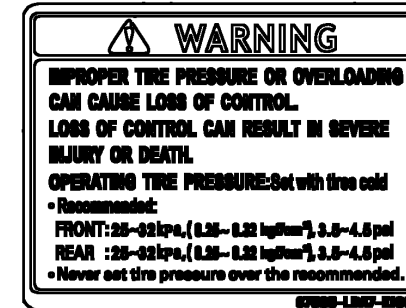 WARNING
IMPROPER TIRE PRESSURE OR OVERLOADING
CAN CAUSE LOSS OF CONTROL.
LOSS OF CONTROL CAN RESULT IN SEVERE
INJURY OR DEATH.
OPERATING TIRE PRESSURE:Set with tires cold
• Recommended:
FRONT:25~32kpa,( 0.25~ 0.32 kgf/cm²), 3.5~4.5psi
REAR :25~32kpa,( 0.25~ 0.32 kgf/cm²), 3.5~4.5psi
• Never set tire pressure over the recommended.